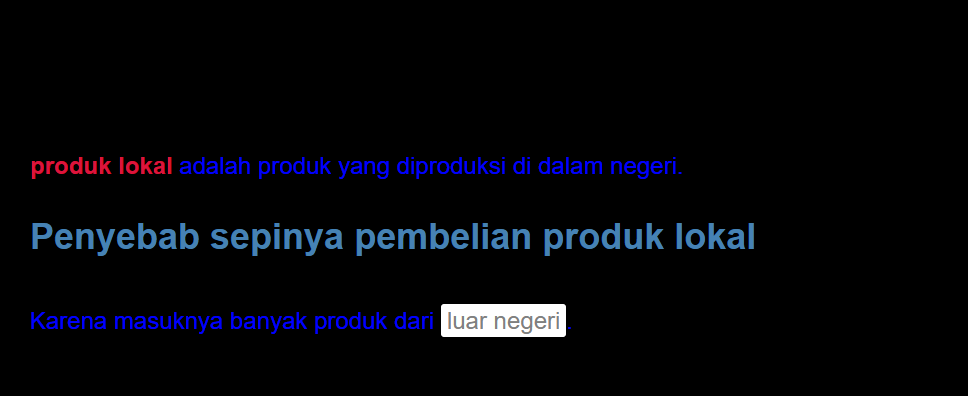 produk lokal adalah produk yang diproduksi di dalam negeri.
Penyebab sepinya pembelian produk lokal
Karena masuknya banyak produk dari luar negeri.